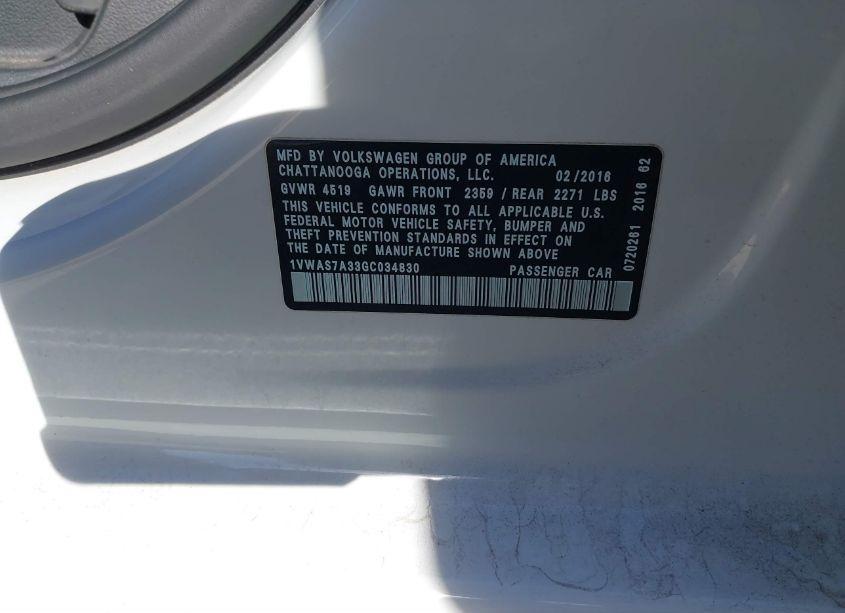 MFD BY VOLKSWAGEN GROUP OF AMERICA
CHATTANOOGA OPERATIONS, LLC. 02/2016
GVWR 4519 GAWR FRONT 2359 / REAR 2271 LBS
THIS VEHICLE CONFORMS TO ALL APPLICABLE U.S.
FEDERAL MOTOR VEHICLE SAFETY, BUMPER AND
THEFT PREVENTION STANDARDS IN EFFECT ON
THE DATE OF MANUFACTURE SHOWN ABOVE
1VWAS7A33GC034830 PASSENGER CAR
0720261 2016 62